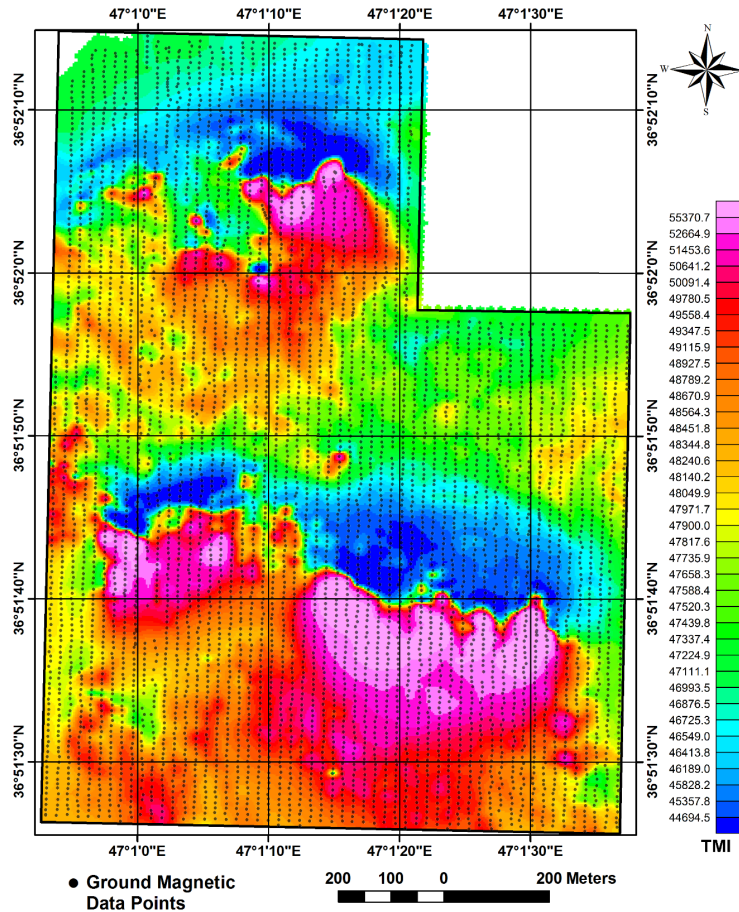 47°1'0"E 47°1'10"E 47°1'20"E 47°1'30"E
N
W
S
36°52'10"N 36°52'10"N
36°52'0"N 36°52'0"N
36°51'50"N 36°51'50"N
36°51'40"N 36°51'40"N
36°51'30"N 36°51'30"N
55370.7
52664.9
51453.6
50641.2
50091.4
49780.5
49558.4
49347.5
49115.9
48927.5
48789.2
48670.9
48564.3
48451.8
48344.8
48240.6
48140.2
48049.9
47971.7
47900.0
47817.6
47735.9
47658.3
47588.4
47520.3
47439.8
47337.4
47224.9
47111.1
46993.5
46876.5
46725.3
46549.0
46413.8
46189.0
45828.2
45357.8
44694.5
TMI
47°1'0"E 47°1'10"E 47°1'20"E 47°1'30"E
Ground Magnetic
Data Points
200 100 0 200 Meters